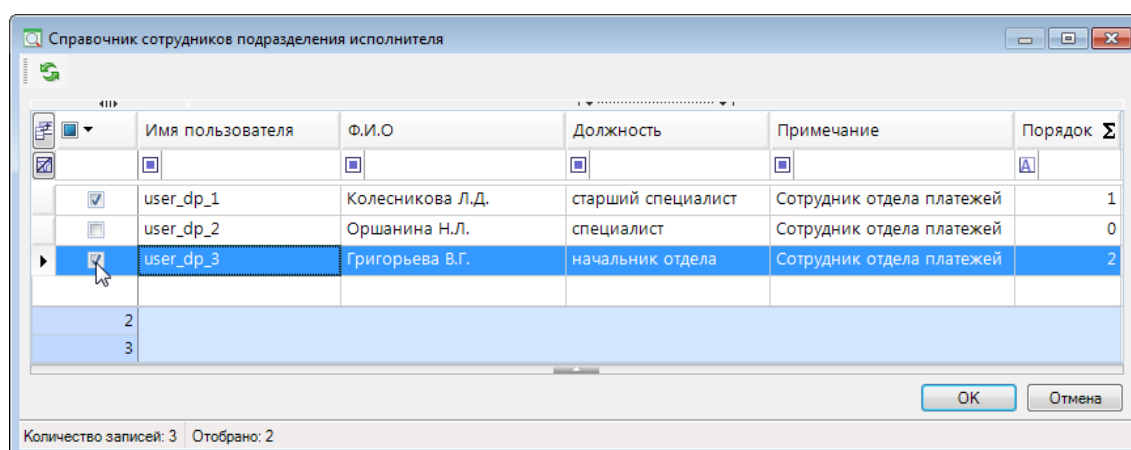 Справочник сотрудников подразделения исполнителя
Имя пользователя Ф.И.О Должность Примечание Порядок Σ
A
user_dp_1 Колесникова Л.Д. старший специалист Сотрудник отдела платежей 1
user_dp_2 Оршанина Н.Л. специалист Сотрудник отдела платежей 0
user_dp_3 Григорьева В.Г. начальник отдела Сотрудник отдела платежей 2
2
3
OK Отмена
Количество записей: 3 Отобрано: 2